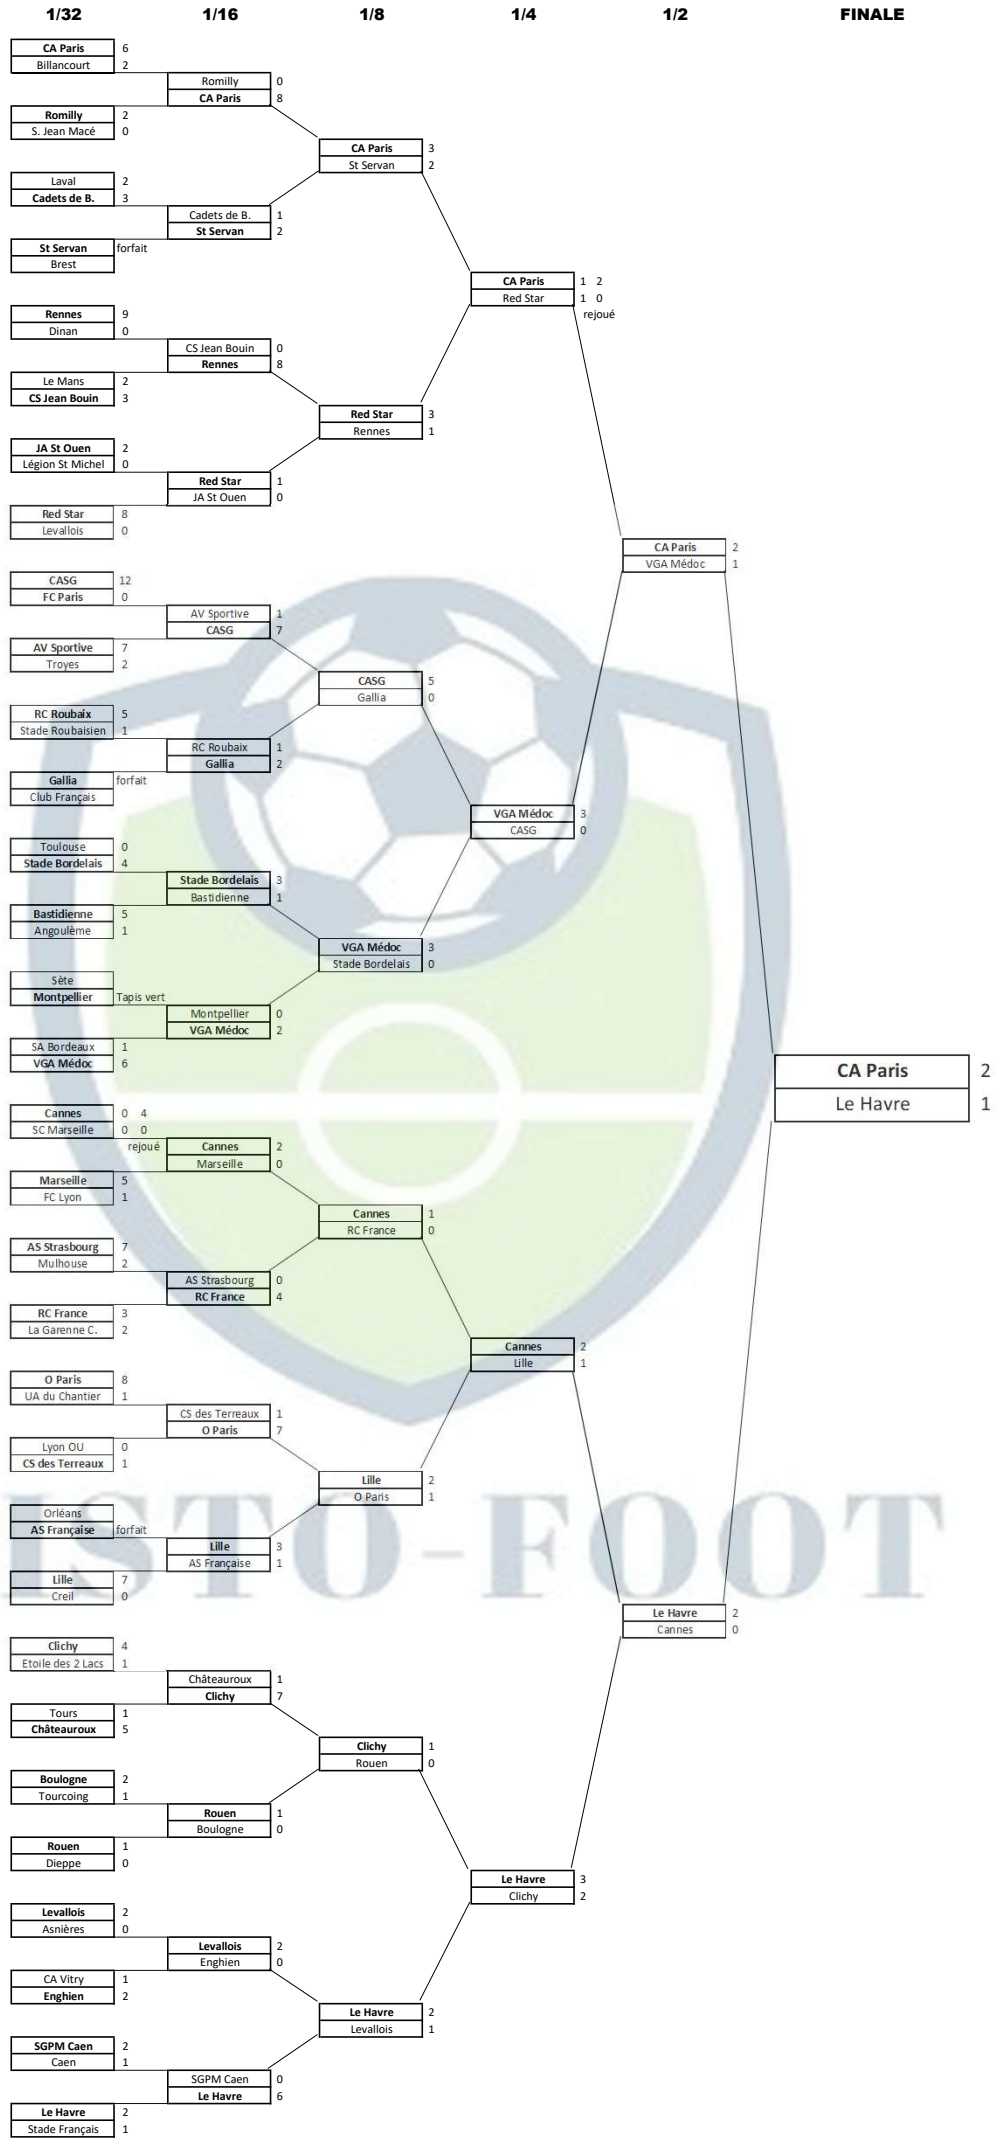 1/32 1/16 1/8 1/4 1/2 FINALE
CA Paris 6
Billancourt 2
Romilly 0
CA Paris 8
Romilly 2
S. Jean Macé 0
CA Paris 3
St Servan 2
Laval 2
Cadets de B. 3
Cadets de B. 1
St Servan 2
St Servan forfait
Brest
CA Paris 1 2
Red Star 1 0
rejoué
Rennes 9
Dinan 0
CS Jean Bouin 0
Rennes 8
Le Mans 2
CS Jean Bouin 3
Red Star 3
Rennes 1
JA St Ouen 2
Légion St Michel 0
Red Star 1
JA St Ouen 0
Red Star 8
Levallois 0
CA Paris 2
VGA Médoc 1
CASG 12
FC Paris 0
AV Sportive 1
CASG 7
AV Sportive 7
Troyes 2
CASG 5
Gallia 0
RC Roubaix 5
Stade Roubaisien 1
RC Roubaix 1
Gallia 2
Gallia forfait
Club Français
VGA Médoc 3
CASG 0
Toulouse 0
Stade Bordelais 4
Stade Bordelais 3
Bastidienne 1
Bastidienne 5
Angoulème 1
VGA Médoc 3
Stade Bordelais 0
Sète
Montpellier Tapis vert
Montpellier 0
VGA Médoc 2
SA Bordeaux 1
VGA Médoc 6
CA Paris 2
Le Havre 1
Cannes 0 4
SC Marseille 0 0
rejoué
Cannes 2
Marseille 0
Marseille 5
FC Lyon 1
Cannes 1
RC France 0
AS Strasbourg 7
Mulhouse 2
AS Strasbourg 0
RC France 4
RC France 3
La Garenne C. 2
Cannes 2
Lille 1
O Paris 8
UA du Chantier 1
CS des Terreaux 1
O Paris 7
Lyon OU 0
CS des Terreaux 1
Lille 2
O Paris 1
Orléans
AS Française forfait
Lille 3
AS Française 1
Lille 7
Creil 0
ISTO-FOOT
Le Havre 2
Cannes 0
Clichy 4
Etoile des 2 Lacs 1
Châteauroux 1
Clichy 7
Tours 1
Châteauroux 5
Clichy 1
Rouen 0
Boulogne 2
Tourcoing 1
Rouen 1
Boulogne 0
Rouen 1
Dieppe 0
Le Havre 3
Clichy 2
Levallois 2
Asnières 0
Levallois 2
Enghien 0
CA Vitry 1
Enghien 2
Le Havre 2
Levallois 1
SGPM Caen 2
Caen 1
SGPM Caen 0
Le Havre 6
Le Havre 2
Stade Français 1